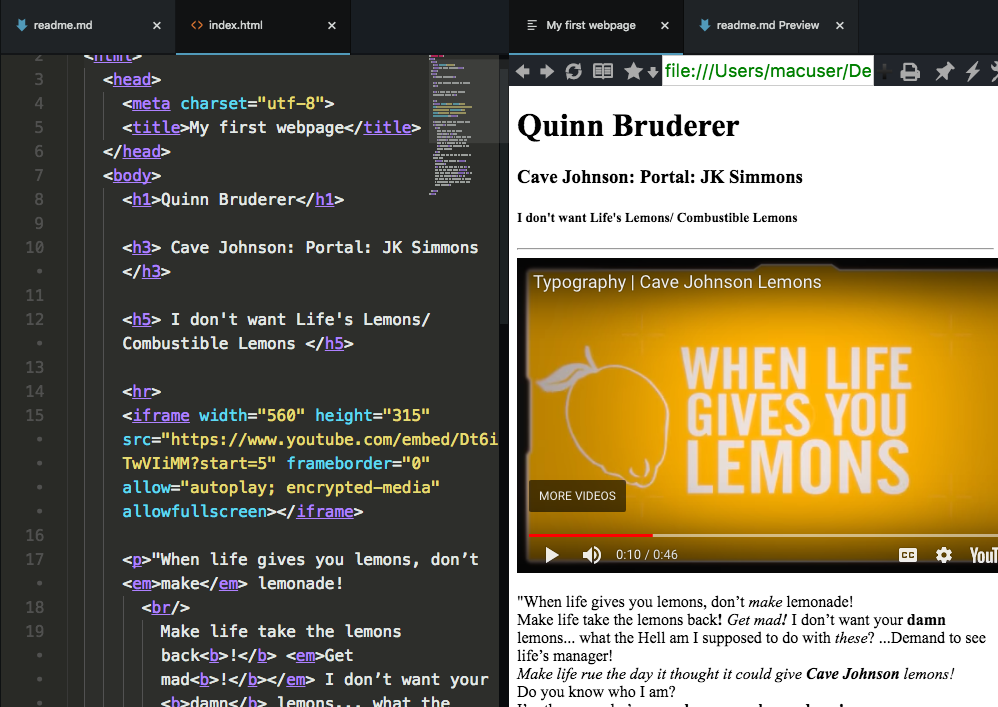 readme.md
index.html
My first webpage
readme.md Preview
file:///Users/macuser/De
2 <html>
3 <head>
4 <meta charset="utf-8">
5 <title>My first webpage</title>
6 </head>
7 <body>
8 <h1>Quinn Bruderer</h1>
9
10 <h3> Cave Johnson: Portal: JK Simmons
</h3>
11
12 <h5> I don't want Life's Lemons/
Combustible Lemons </h5>
13
14 <hr>
15 <iframe width="560" height="315"
src="https://www.youtube.com/embed/Dt6i
TwVIiMM?start=5" frameborder="0"
allow="autoplay; encrypted-media"
allowfullscreen></iframe>
16
17 <p>"When life gives you lemons, don’t
<em>make</em> lemonade!
18 <br/>
19 Make life take the lemons
back<b>!</b> <em>Get
mad<b>!</b></em> I don’t want your
<b>damn</b> lemons... what the
Quinn Bruderer
Cave Johnson: Portal: JK Simmons
I don't want Life's Lemons/ Combustible Lemons
Typography | Cave Johnson Lemons
WHEN LIFE
GIVES YOU
LEMONS
MORE VIDEOS
0:10 / 0:46
CC
YouT
"When life gives you lemons, don’t make lemonade!
Make life take the lemons back! Get mad! I don’t want your damn
lemons... what the Hell am I supposed to do with these? ...Demand to see
life’s manager!
Make life rue the day it thought it could give Cave Johnson lemons!
Do you know who I am?